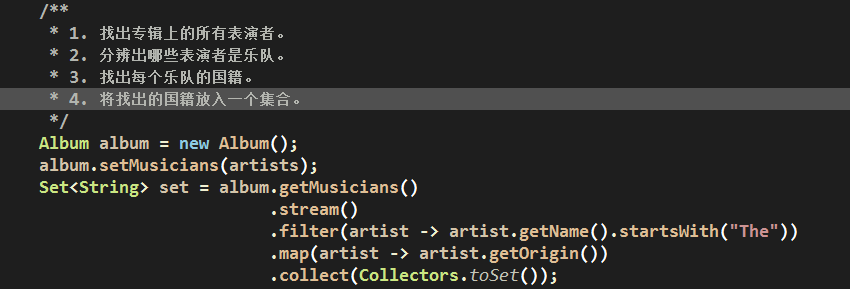 /**
* 1. 找出专辑上的所有表演者。
* 2. 分辨出哪些表演者是乐队。
* 3. 找出每个乐队的国籍。
* 4. 将找出的国籍放入一个集合。
*/
Album album = new Album();
album.setMusicians(artists);
Set<String> set = album.getMusicians()
.stream()
.filter(artist -> artist.getName().startsWith("The"))
.map(artist -> artist.getOrigin())
.collect(Collectors.toSet());